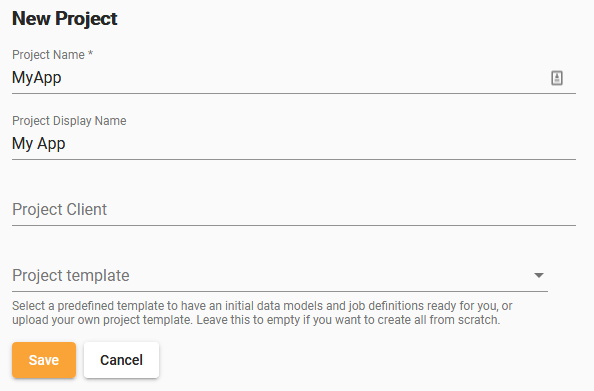 New Project
Project Name *
MyApp
Project Display Name
My App
Project Client
Project template
Select a predefined template to have an initial data models and job definitions ready for you, or
upload your own project template. Leave this to empty if you want to create all from scratch.
Save
Cancel